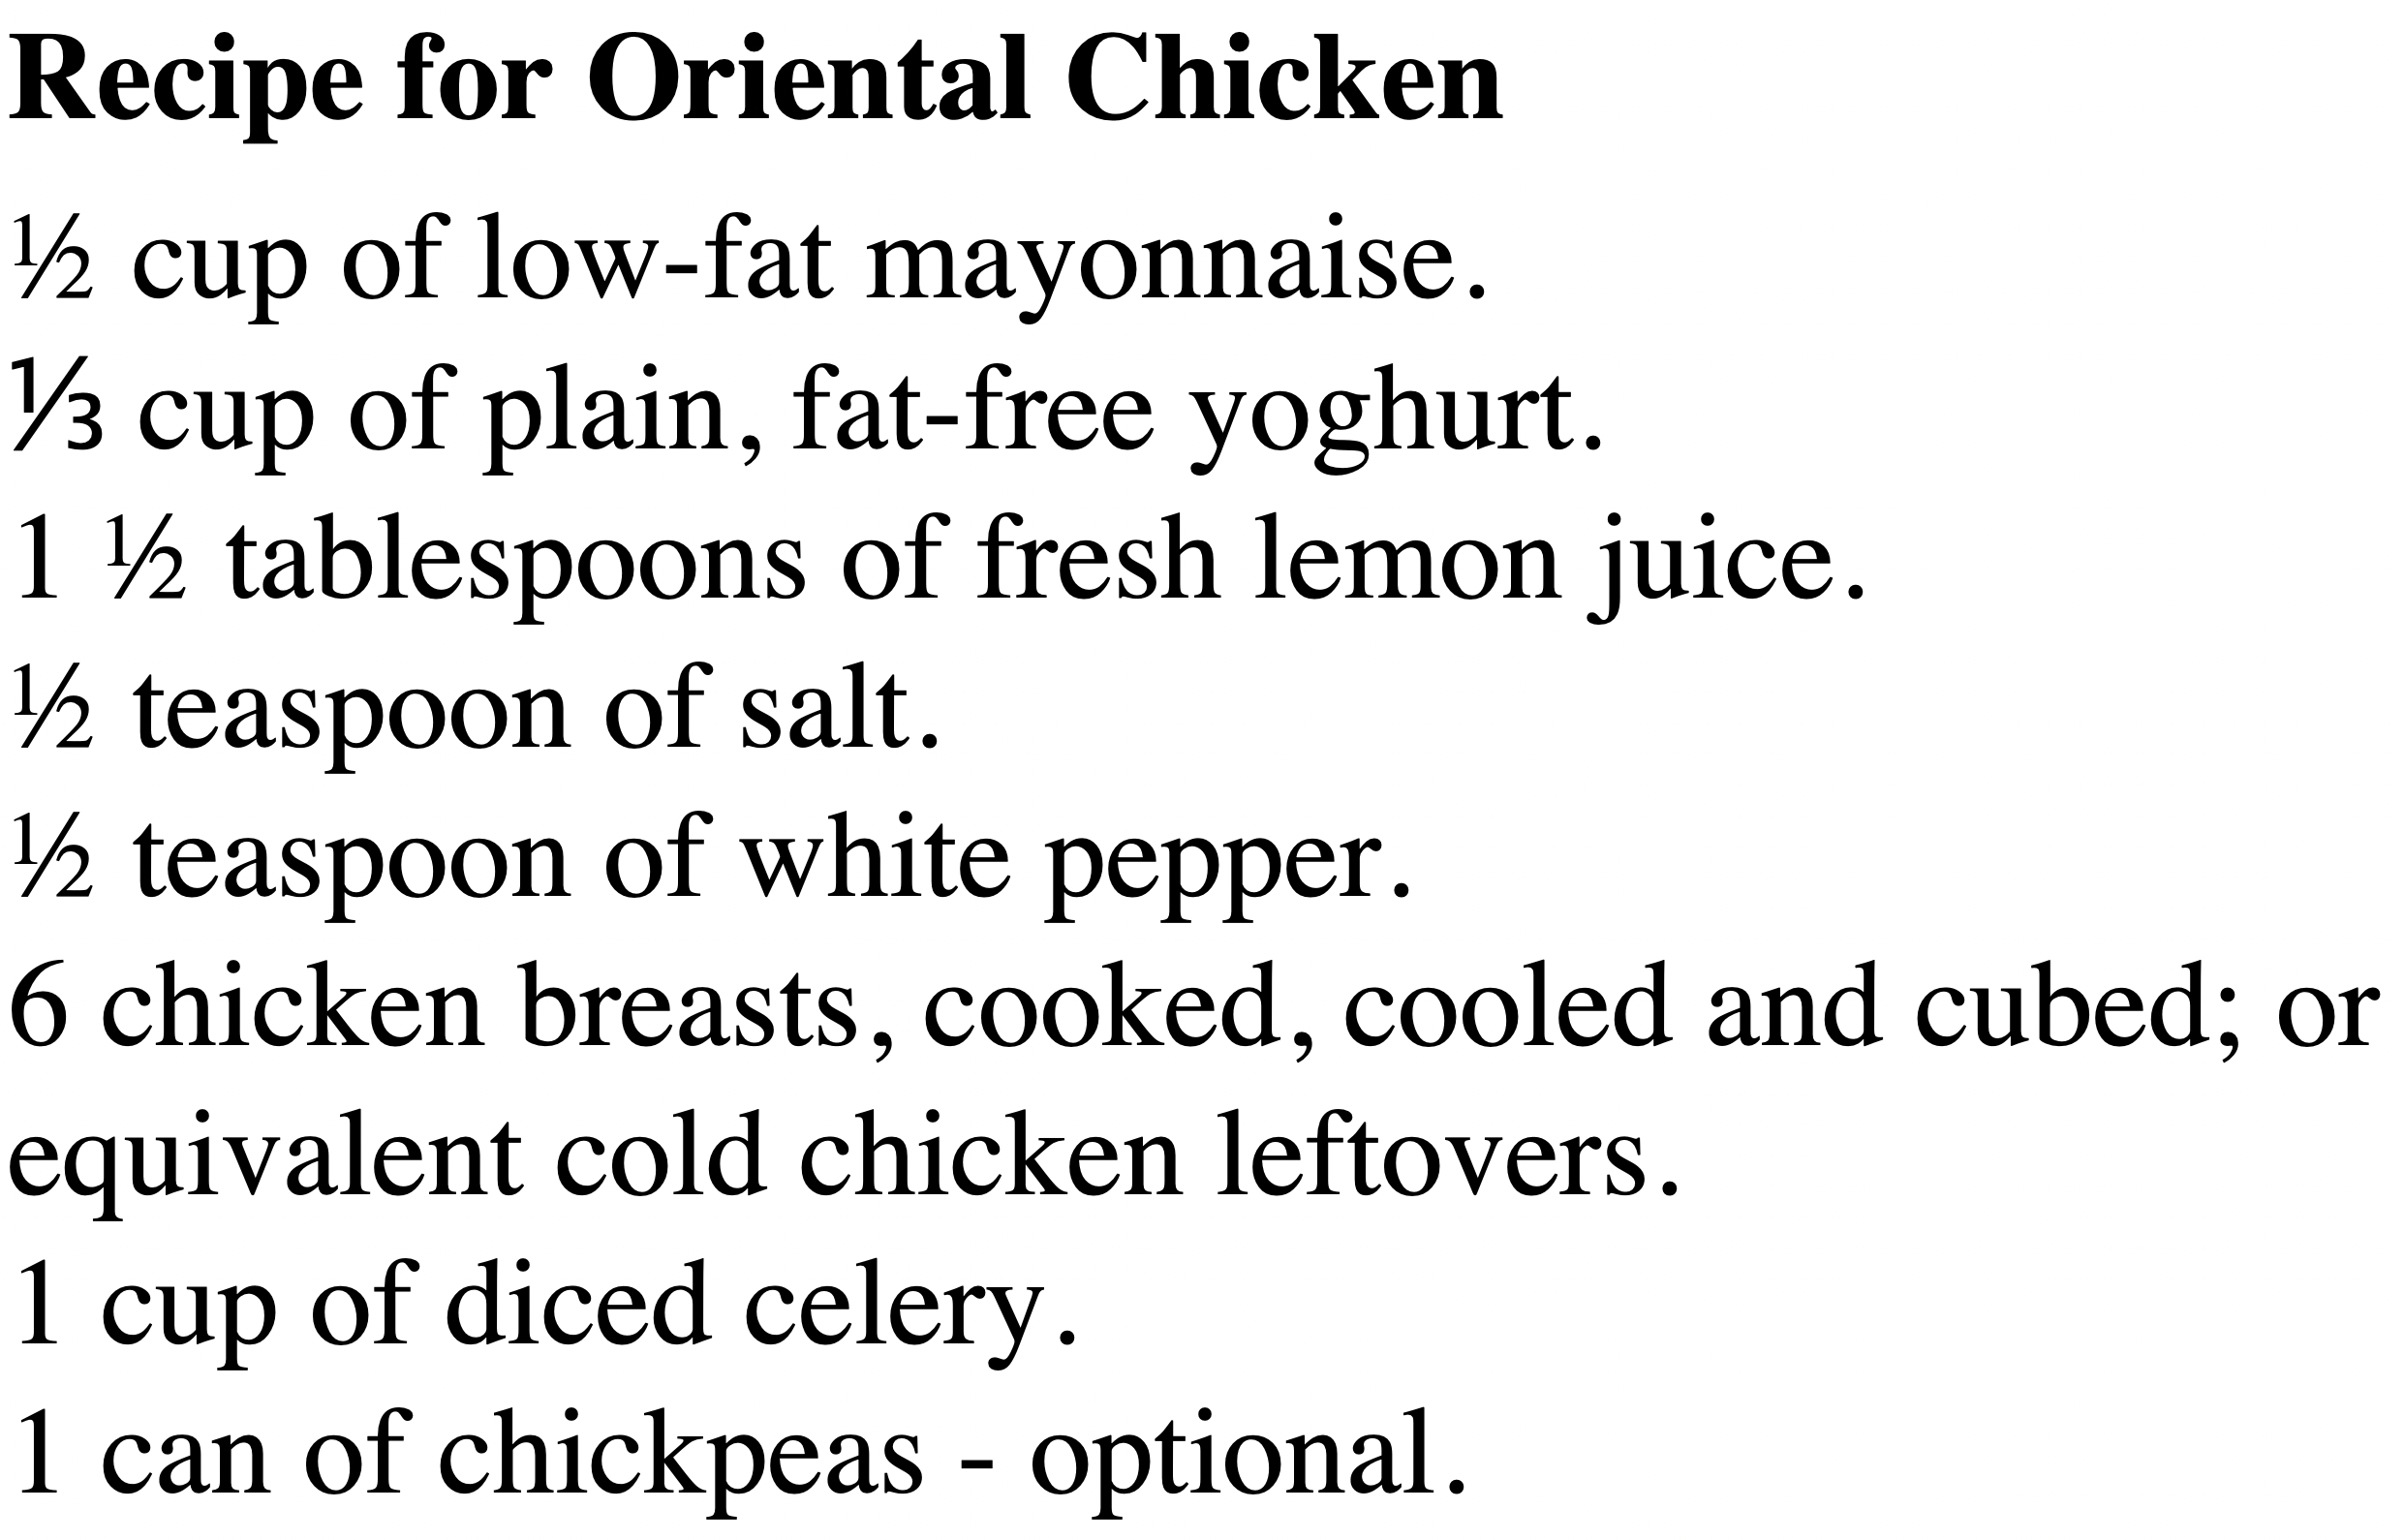 Recipe for Oriental Chicken
½ cup of low-fat mayonnaise.
⅓ cup of plain, fat-free yoghurt.
1 ½ tablespoons of fresh lemon juice.
½ teaspoon of salt.
½ teaspoon of white pepper.
6 chicken breasts, cooked, cooled and cubed; or
equivalent cold chicken leftovers.
1 cup of diced celery.
1 can of chickpeas - optional.